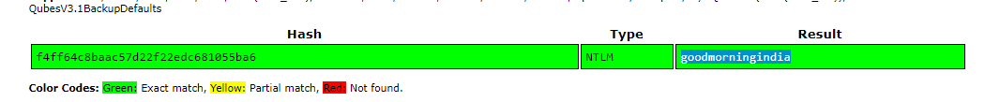 QubesV3.1BackupDefaults
Hash Type Result
f4ff64c8baac57d22f22edc681055ba6 NTLM goodmorningindia
Color Codes: Green: Exact match, Yellow: Partial match, Red: Not found.